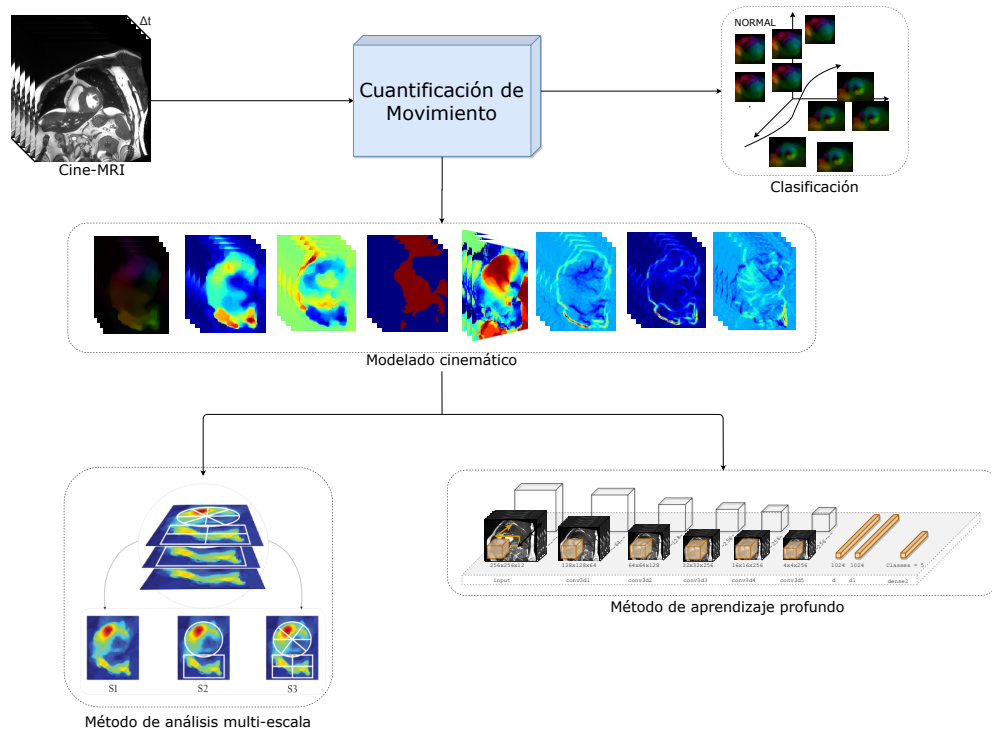 Δt
Cine-MRI
Cuantificación de
Movimiento
NORMAL
Clasificación
Modelado cinemático
S1 S2 S3
Método de análisis multi-escala
256x256x12 128x128x64 64x64x128 32x32x256 16x16x256 4x4x256 1024 1024 Classes = 5
input conv3d1 conv3d2 conv3d3 conv3d4 conv3d5 d d1 dense2
Método de aprendizaje profundo